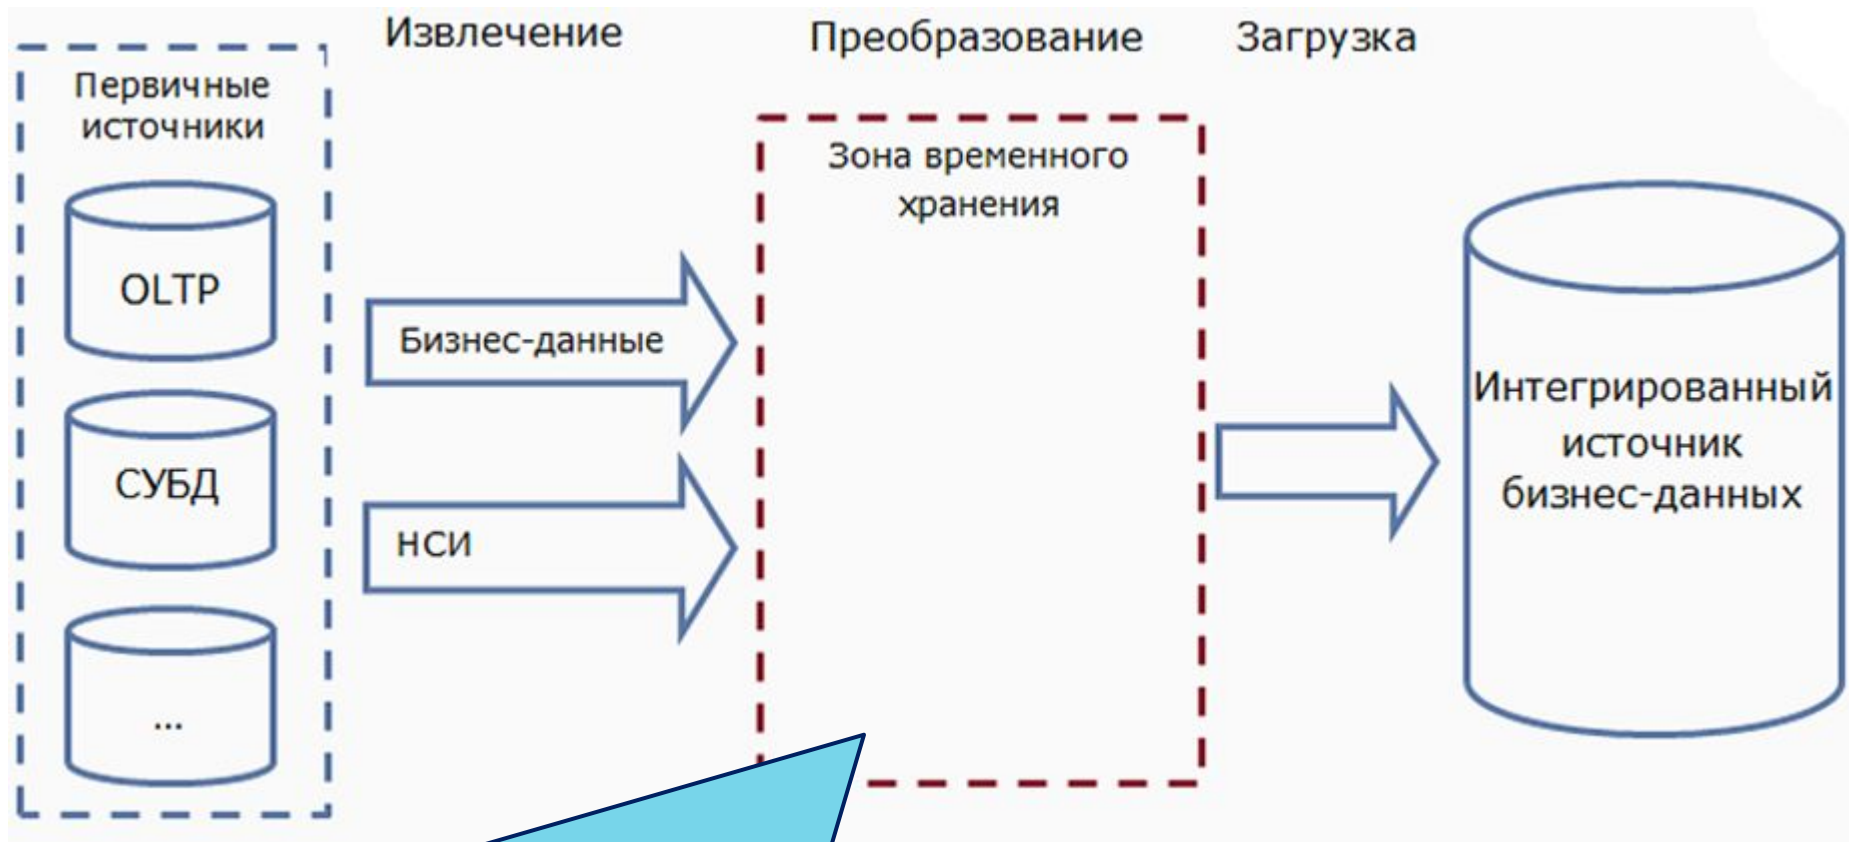 Извлечение
Преобразование
Загрузка
Первичные
источники
OLTP
СУБД
...
Бизнес-данные
НСИ
Зона временного
хранения
Интегрированный
источник
бизнес-данных